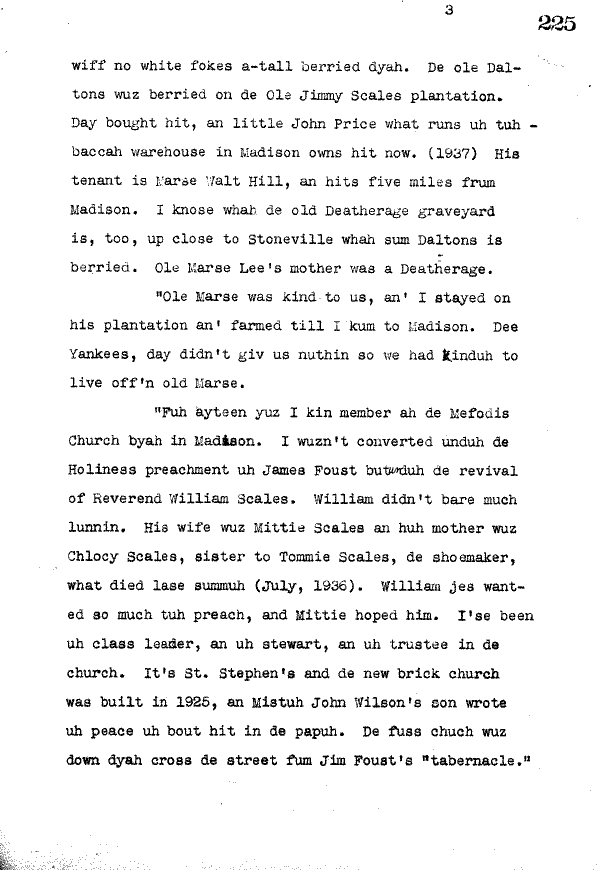 3
225
wiff no white fokes a-tall berried dyah.  De ole Dal-
tons wuz berried on de Ole Jimmy Scales plantation.
Day bought hit, an little John Price what runs uh tuh -
baccah warehouse in Madison owns hit now. (1937)  His
tenant is Marse Walt Hill, an hits five miles frum
Madison.  I knose whah de old Deatherage graveyard
is, too, up close to Stoneville whah sum Daltons is
berried.  Ole Marse Lee's mother was a Deatherage.
"Ole Marse was kind to us, an' I stayed on
his plantation an' farmed till I kum to Madison.  Dee
Yankees, day didn't giv us nuthin so we had kinduh to
live off'n old Marse.
"Fuh ayteen yuz I kin member ah de Mefodis
Church byah in Madison.  I wuzn't converted unduh de
Holiness preachment uh James Foust but unduh de revival
of Reverend William Scales.  William didn't bare much
lunnin.  His wife wuz Mittie Scales an huh mother wuz
Chlocy Scales, sister to Tommie Scales, de shoemaker,
what died lase summuh (July, 1936).  William jes want-
ed so much tuh preach, and Mittie hoped him.  I'se been
uh class leader, an uh stewart, an uh trustee in de
church.  It's St. Stephen's and de new brick church
was built in 1925, an Mistuh John Wilson's son wrote
uh peace uh bout hit in de papuh.  De fuss chuch wuz
down dyah cross de street fum Jim Foust's "tabernacle."